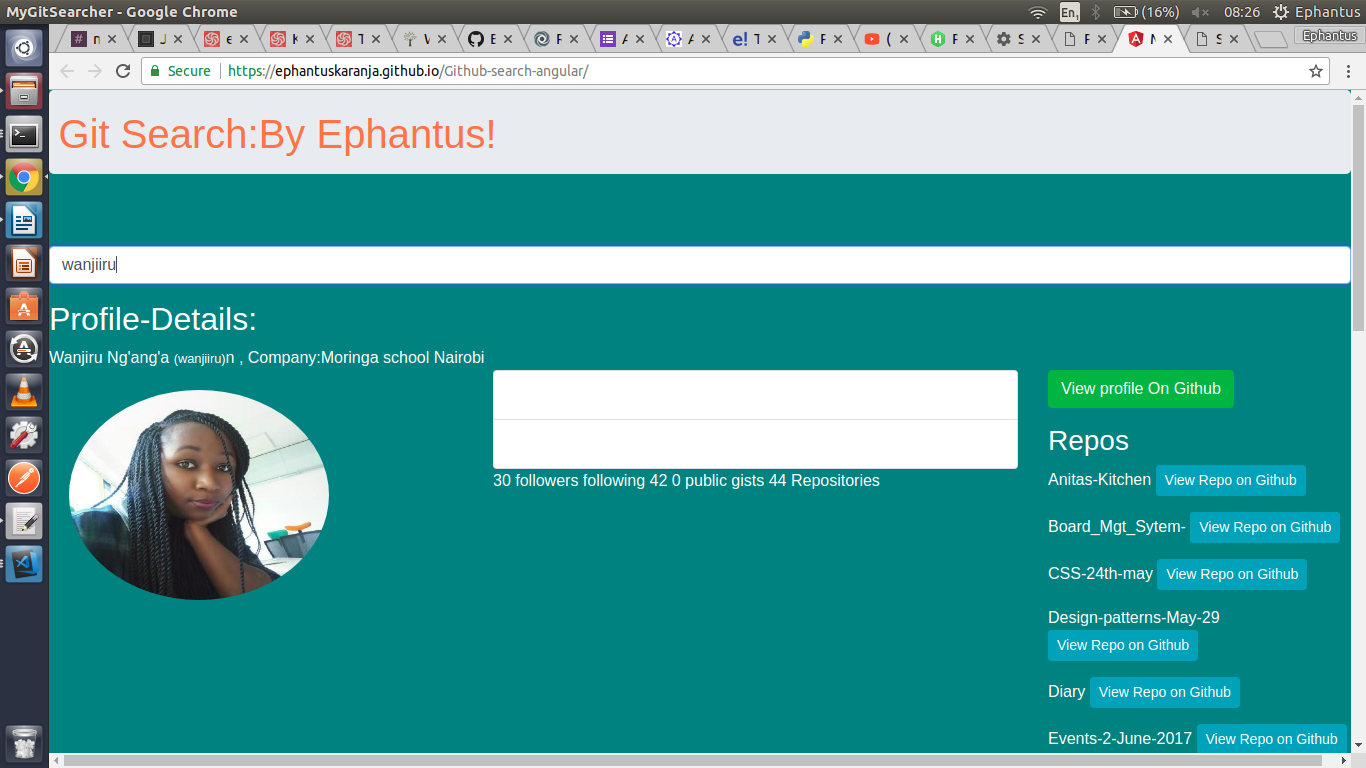 MyGitSearcher - Google Chrome
En1 (16%) 08:26 Ephantus
# n
J
e
K
T
W
E
F
A
A
e! T
F
(
F
S
F
N
S
Ephantus
Secure https://ephantuskaranja.github.io/Github-search-angular/
Git Search:By Ephantus!
wanjiiru
Profile-Details:
Wanjiru Ng'ang'a (wanjiiru)n , Company:Moringa school Nairobi
30 followers following 42 0 public gists 44 Repositories
View profile On Github
Repos
Anitas-Kitchen View Repo on Github
Board_Mgt_Sytem- View Repo on Github
CSS-24th-may View Repo on Github
Design-patterns-May-29
View Repo on Github
Diary View Repo on Github
Events-2-June-2017 View Repo on Github